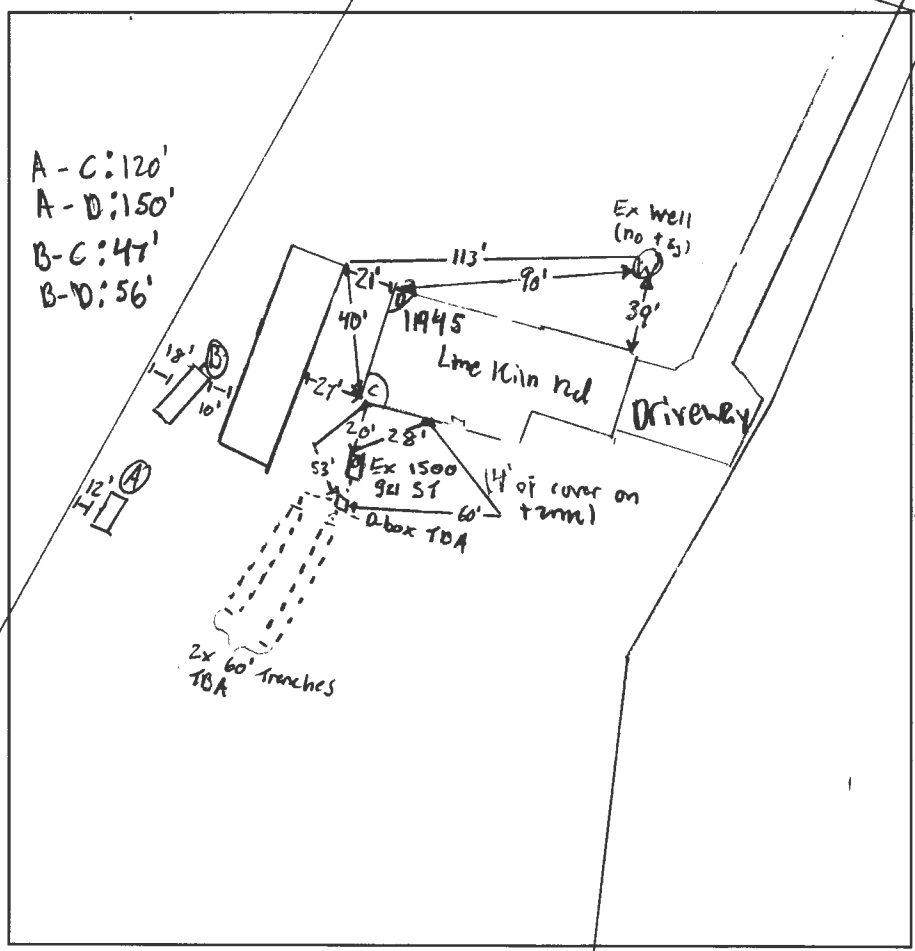 A - C: 120'
A - D: 150'
B - C: 47'
B - D: 56'
Ex Well
(no tag)
W
113'
90'
39'
21'
D
11945
40'
Lime Kiln Rd
Driveway
18'
B
10'
27'
C
20'
28'
53'
Ex 1500
gal ST
4' of cover on
60'
D-box TBA
12'
A
2x 60' Trenches
TBA